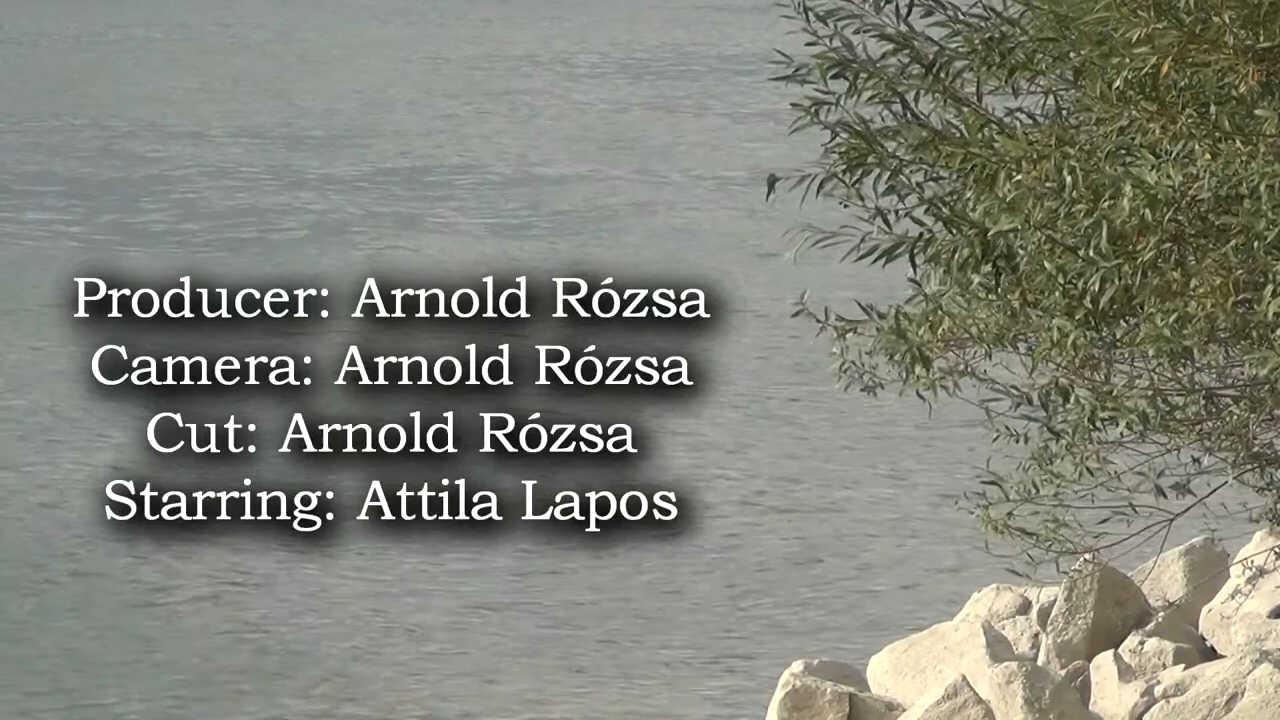 Producer: Arnold Rózsa
Camera: Arnold Rózsa
Cut: Arnold Rózsa
Starring: Attila Lapos